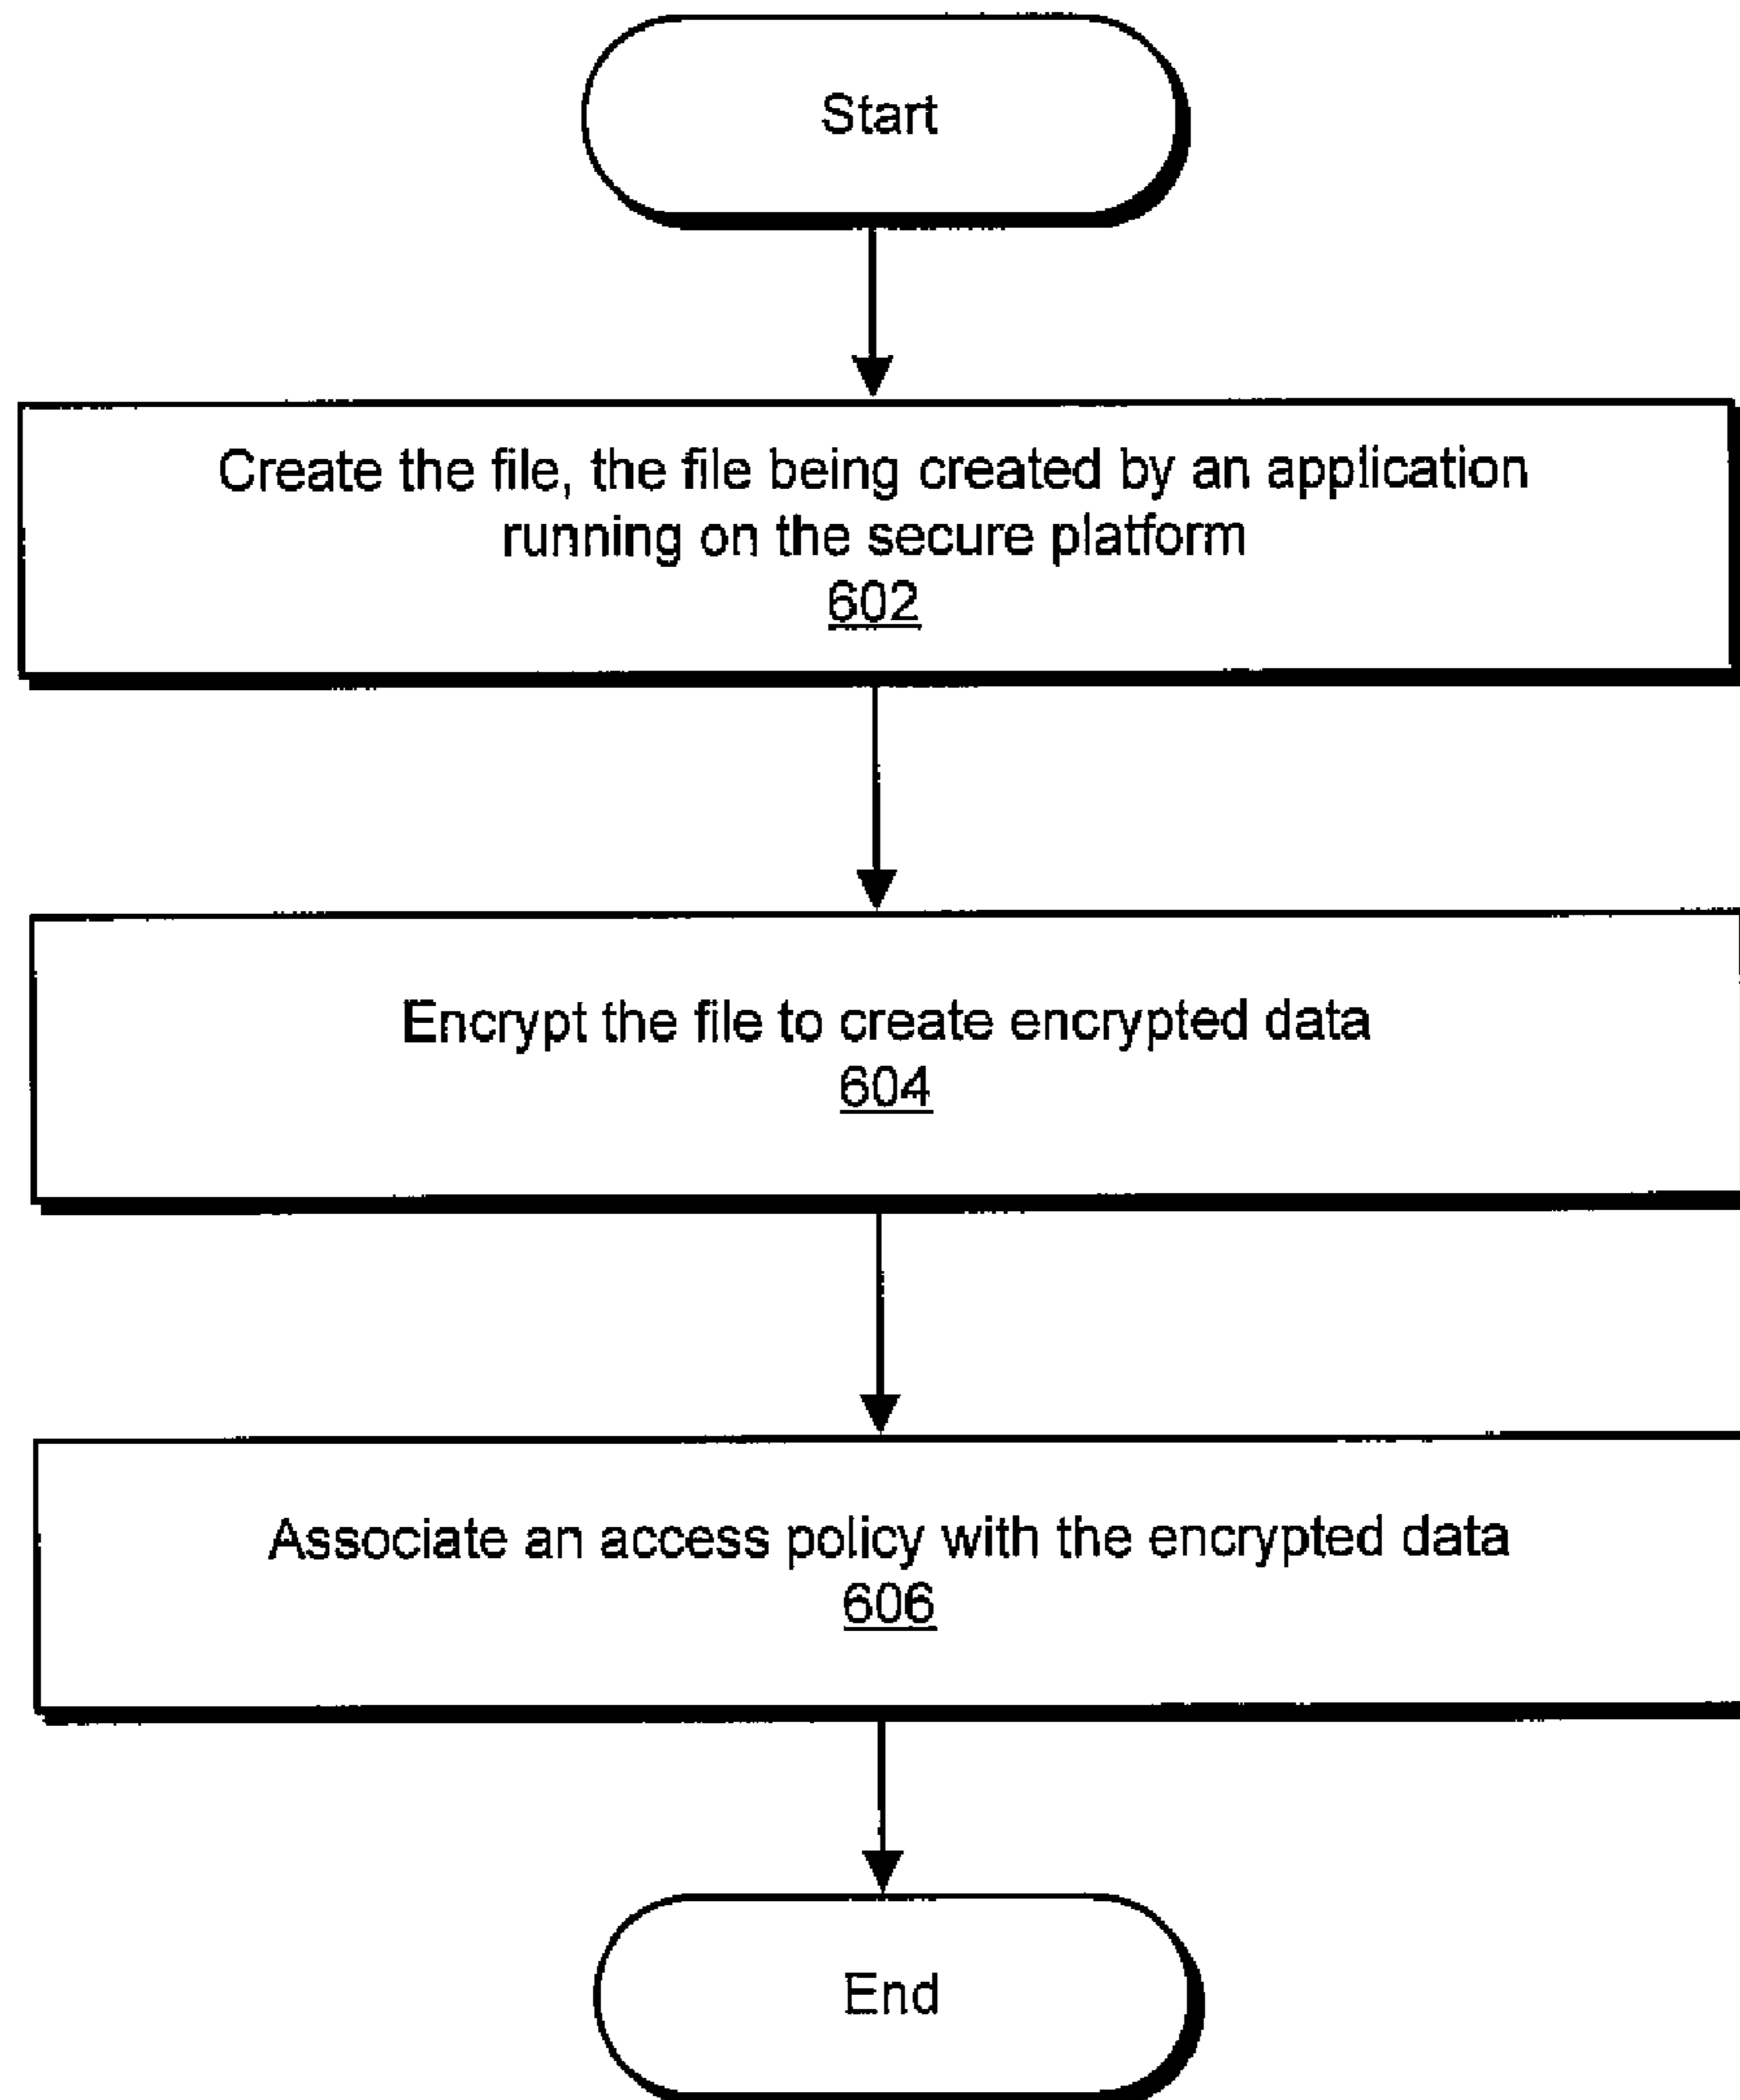 Start
Create the file, the file being created by an application
running on the secure platform
602
Encrypt the file to create encrypted data
604
Associate an access policy with the encrypted data
606
End